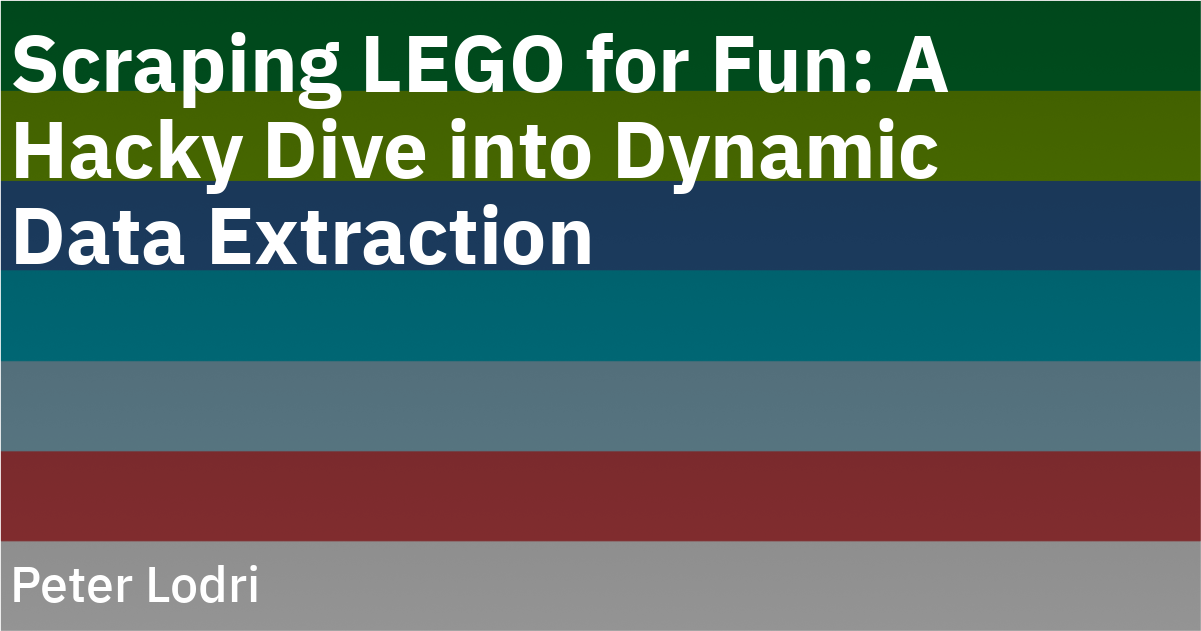 Scraping LEGO for Fun: A
Hacky Dive into Dynamic
Data Extraction
Peter Lodri